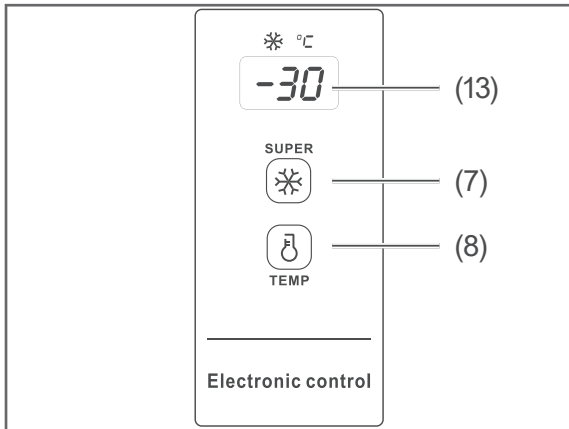 °C
-30
(13)
SUPER
(7)
(8)
TEMP
Electronic control